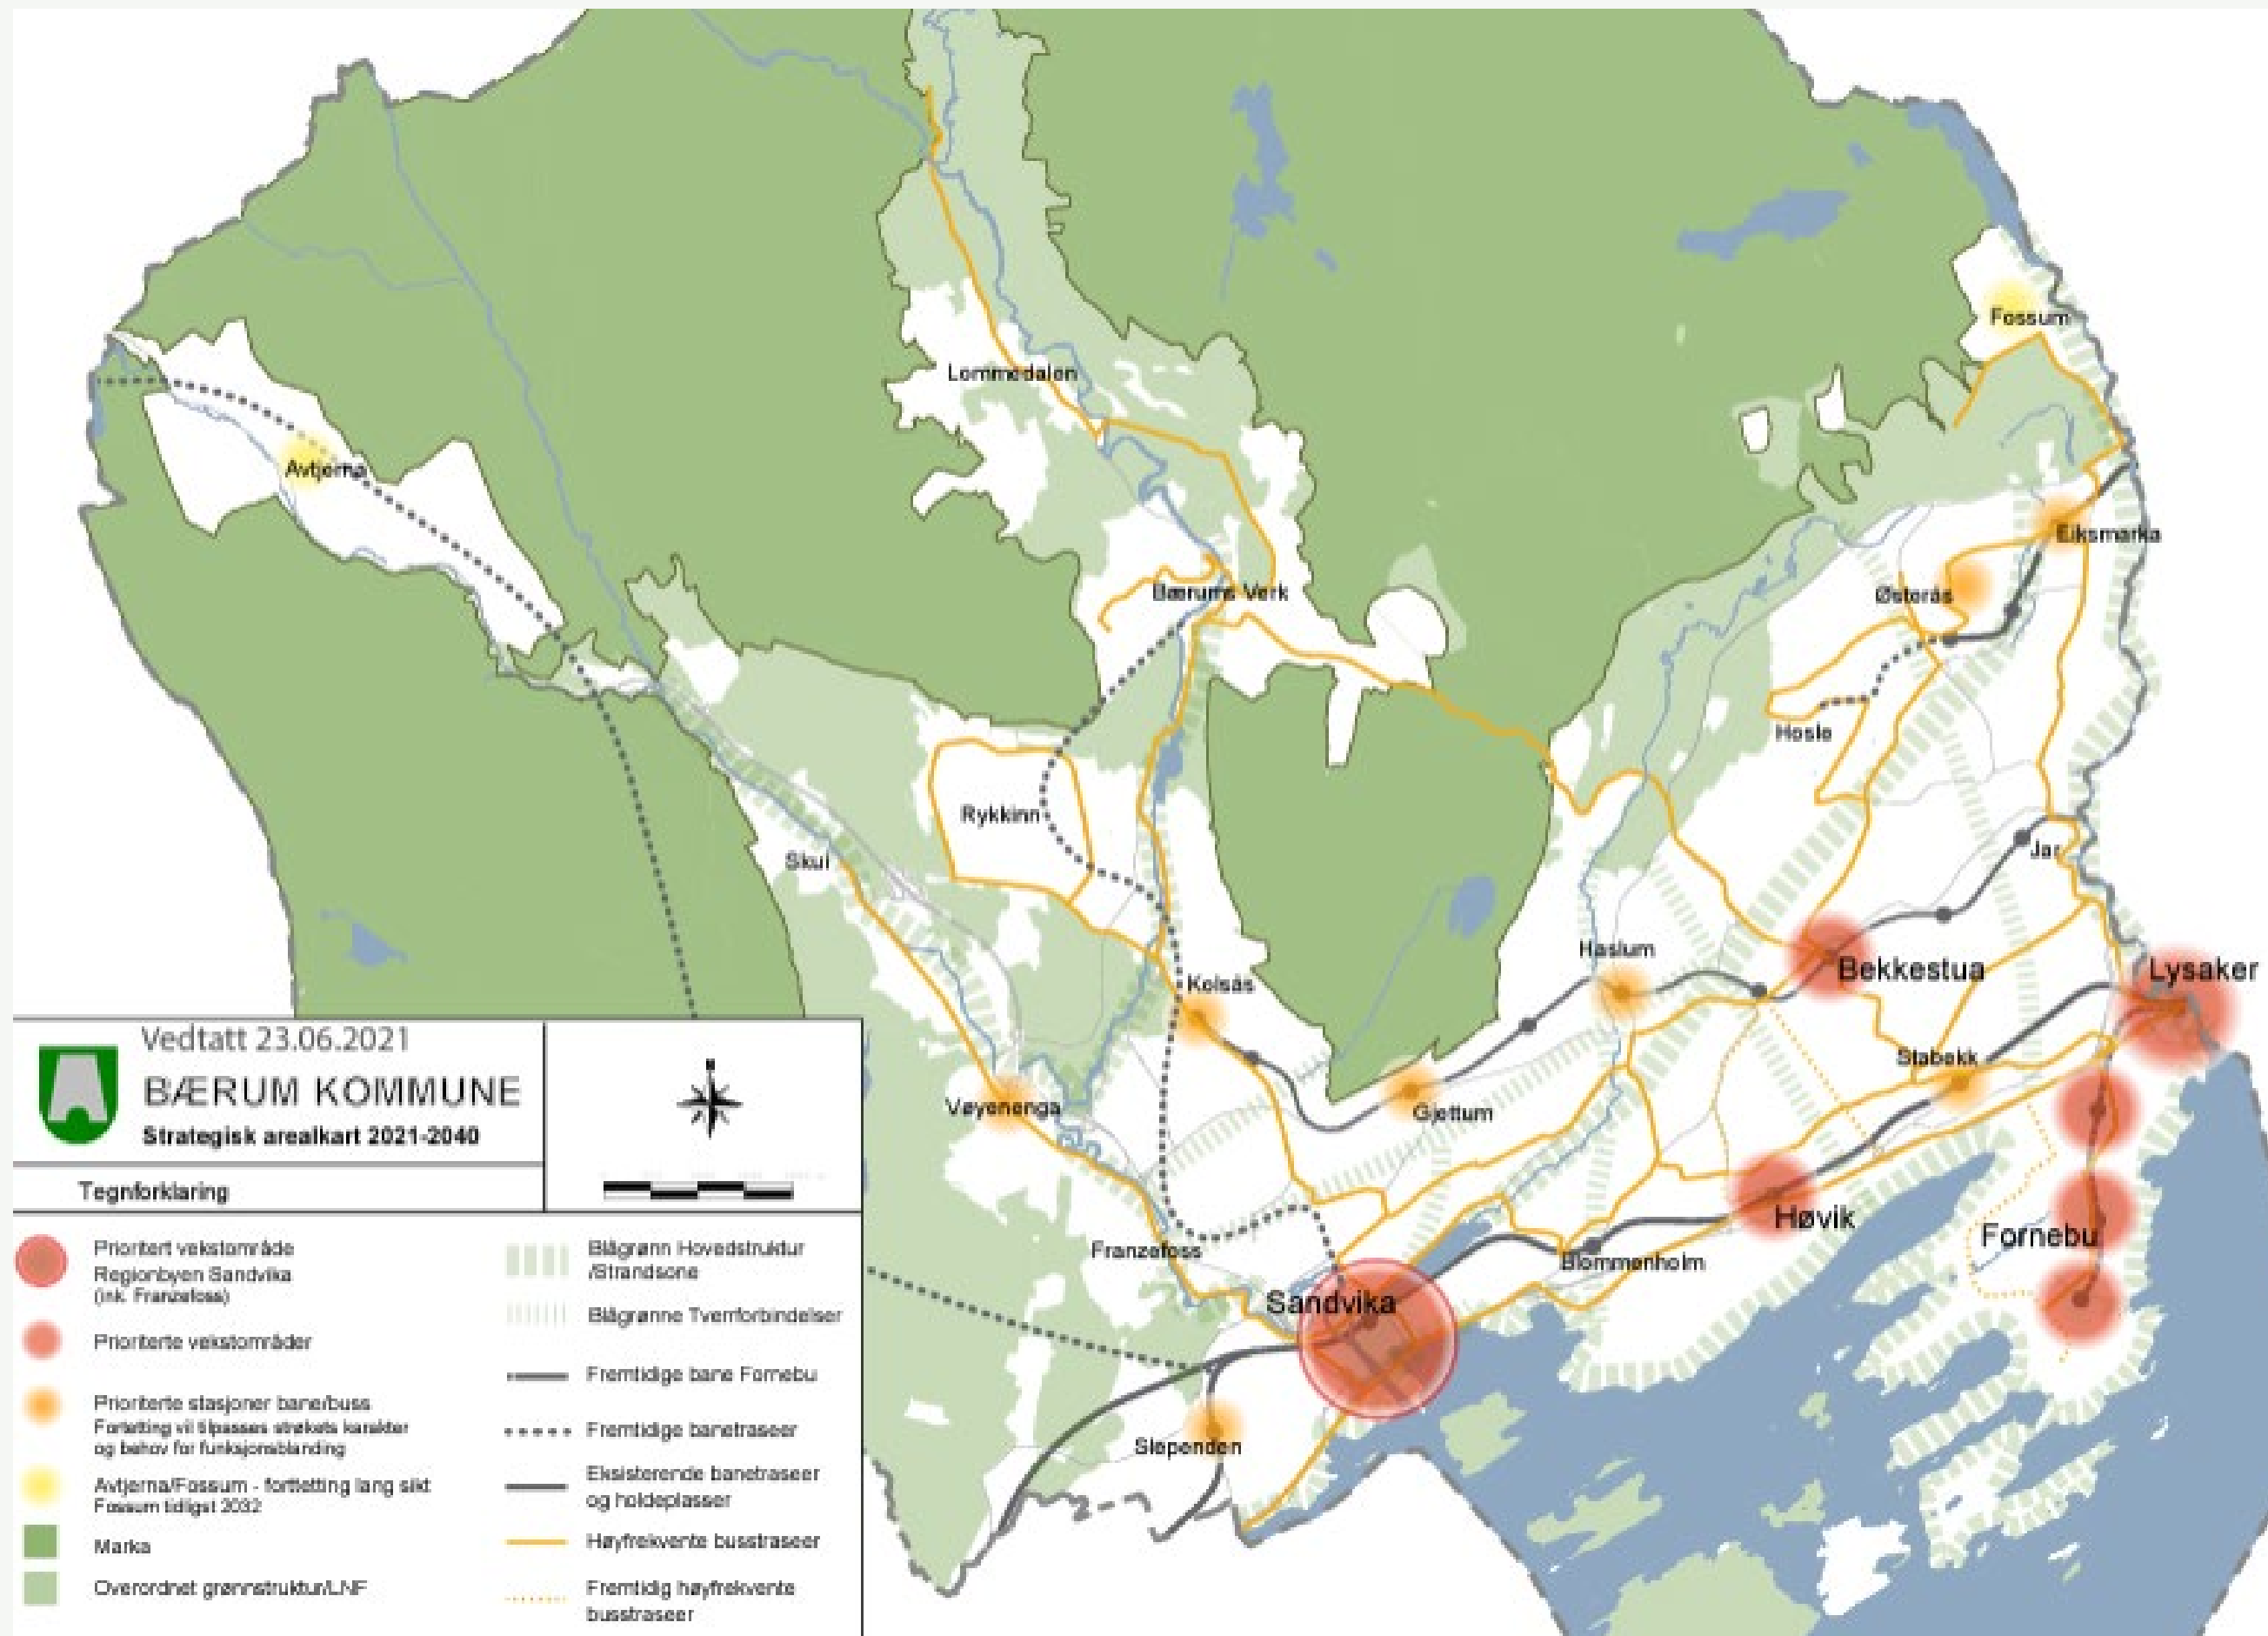 Fossum
Lommedalen
Avtjerna
Eiksmarka
Bærums Verk
Østerås
Hosle
Rykkinn
Skui
Jar
Haslum
Bekkestua
Lysaker
Kolsås
Stabekk
Vøyenenga
Gjettum
Høvik
Fornebu
Franzefoss
Blommenholm
Sandvika
Slependen
Vedtatt 23.06.2021
BÆRUM KOMMUNE
Strategisk arealkart 2021-2040
N
Tegnforklaring
Prioritert vekstområde
Regionbyen Sandvika
(ink. Franzefoss)
Prioriterte vekstområder
Prioriterte stasjoner bane/buss
Fortetting vil tilpasses strøkets karakter
og behov for funksjonsblanding
Avtjerna/Fossum - forttetting lang sikt
Fossum tidligst 2032
Marka
Overordnet grønnstruktur/LNF
Blågrønn Hovedstruktur
/Strandsone
Blågrønne Tverrforbindelser
Fremtidige bane Fornebu
Fremtidige banetraseer
Eksisterende banetraseer
og holdeplasser
Høyfrekvente busstraseer
Fremtidig høyfrekvente
busstraseer